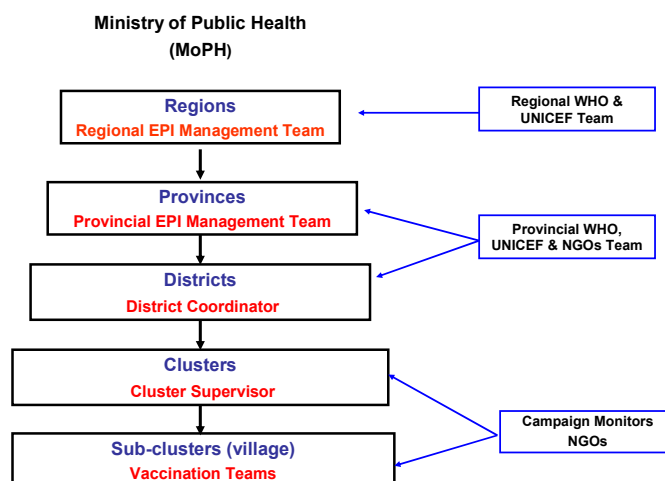 Ministry of Public Health
(MoPH)
Regions
Regional EPI Management Team
Regional WHO &
UNICEF Team
Provinces
Provincial EPI Management Team
Provincial WHO,
UNICEF & NGOs Team
Districts
District Coordinator
Clusters
Cluster Supervisor
Campaign Monitors
NGOs
Sub-clusters (village)
Vaccination Teams